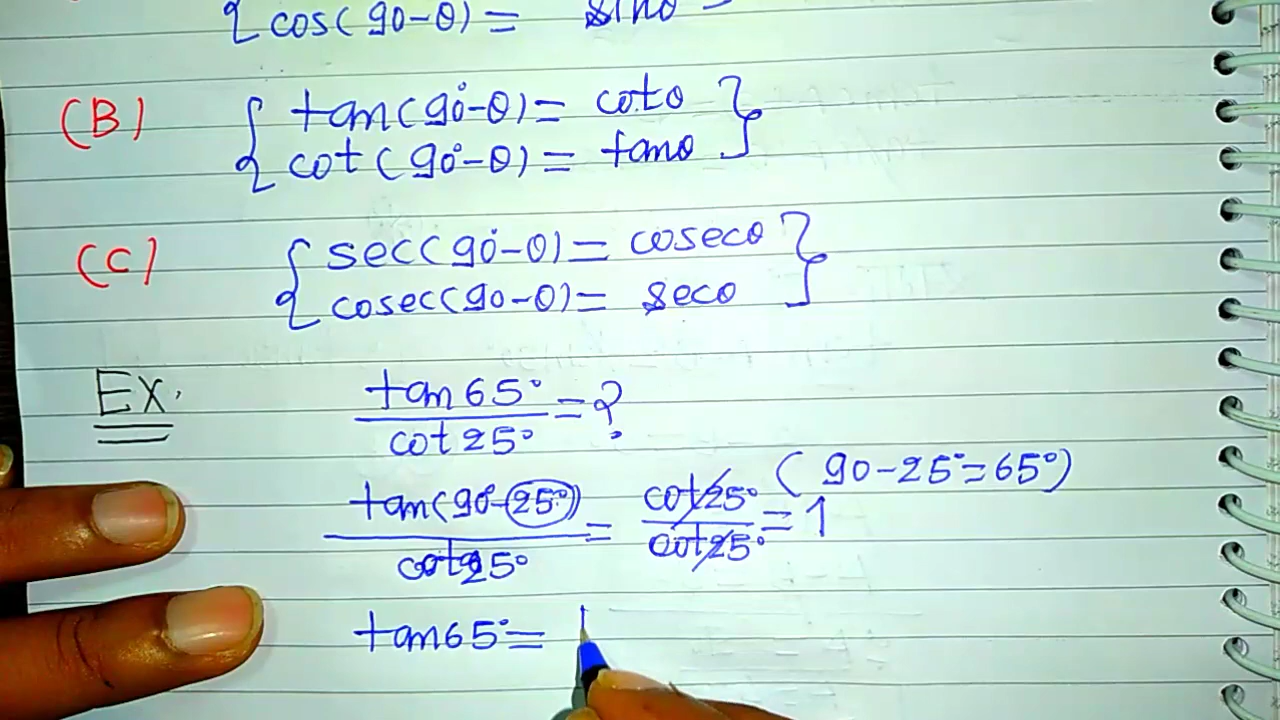 { cos(90-θ) = sinθ
(B) { tan(90°-θ) = cotθ }
cot(90°-θ) = tanθ
(C) { sec(90°-θ) = cosecθ }
cosec(90-θ) = secθ
Ex. tan65° / cot25° = ?
(90-25°=65°)
tan(90°-25°) / cot25° = cot25° / cot25° = 1
tan65° =